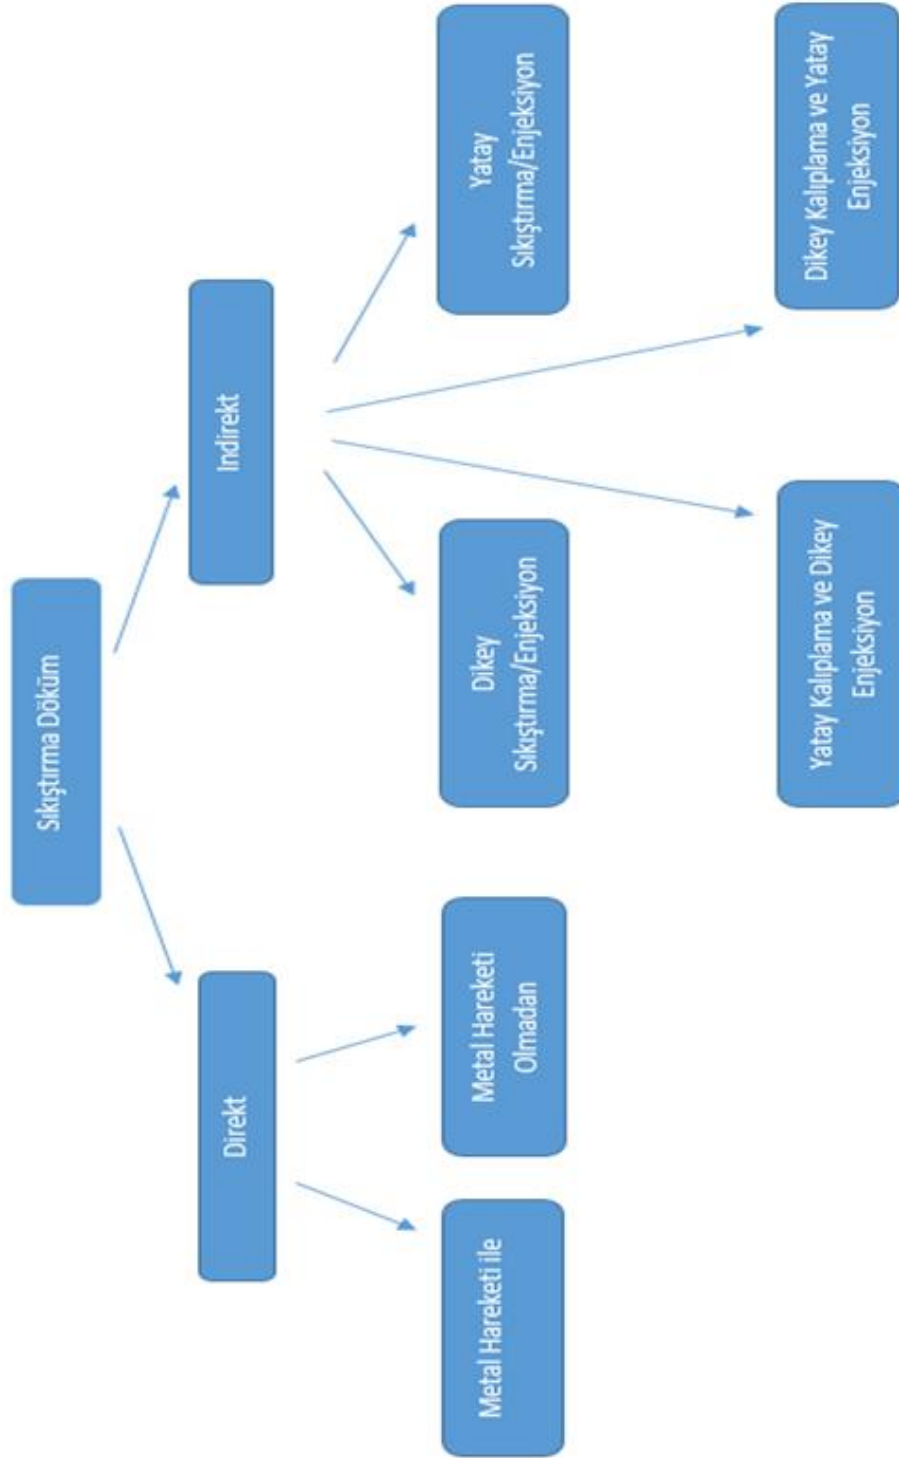 Sıkıştırma Döküm
Direkt
Indirekt
Metal Hareketi ile
Metal Hareketi
Olmadan
Dikey
Sıkıştırma/Enjeksiyon
Yatay
Sıkıştırma/Enjeksiyon
Yatay Kalıplama ve Dikey
Enjeksiyon
Dikey Kalıplama ve Yatay
Enjeksiyon